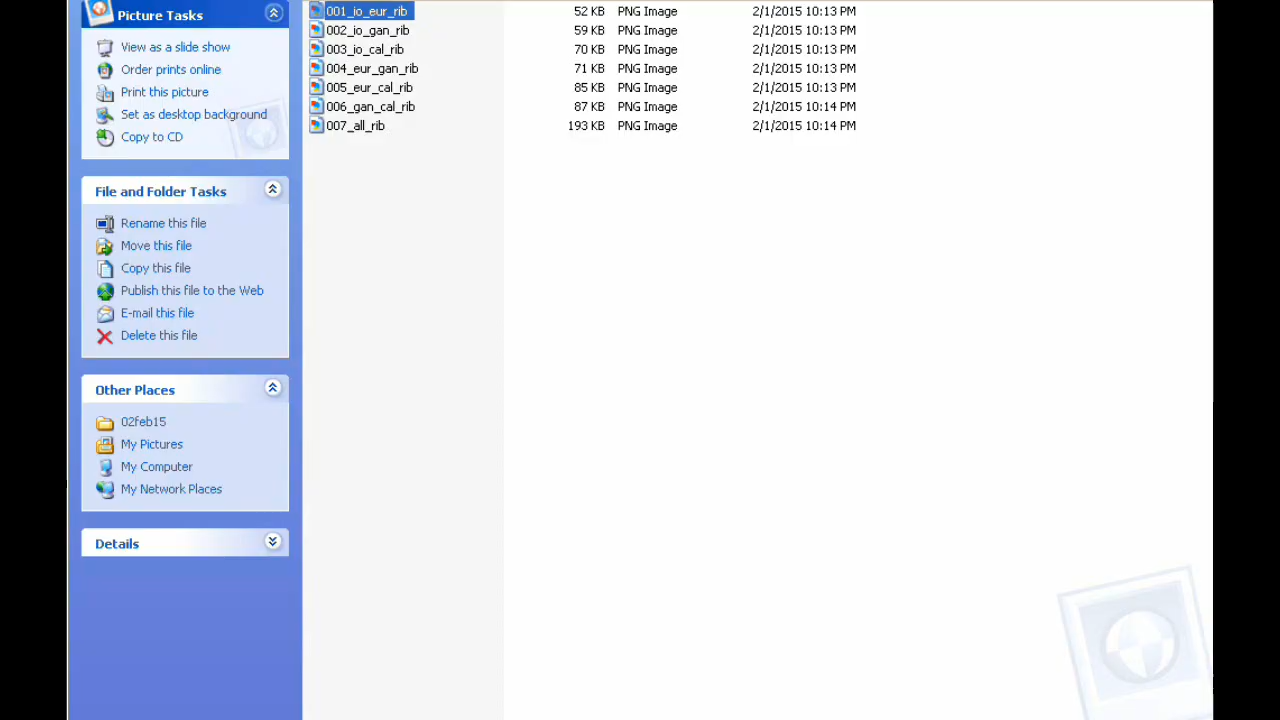 Picture Tasks
View as a slide show
Order prints online
Print this picture
Set as desktop background
Copy to CD
File and Folder Tasks
Rename this file
Move this file
Copy this file
Publish this file to the Web
E-mail this file
Delete this file
Other Places
02feb15
My Pictures
My Computer
My Network Places
Details
001_io_eur_rib 52 KB PNG Image 2/1/2015 10:13 PM
002_io_gan_rib 59 KB PNG Image 2/1/2015 10:13 PM
003_io_cal_rib 70 KB PNG Image 2/1/2015 10:13 PM
004_eur_gan_rib 71 KB PNG Image 2/1/2015 10:13 PM
005_eur_cal_rib 85 KB PNG Image 2/1/2015 10:13 PM
006_gan_cal_rib 87 KB PNG Image 2/1/2015 10:14 PM
007_all_rib 193 KB PNG Image 2/1/2015 10:14 PM